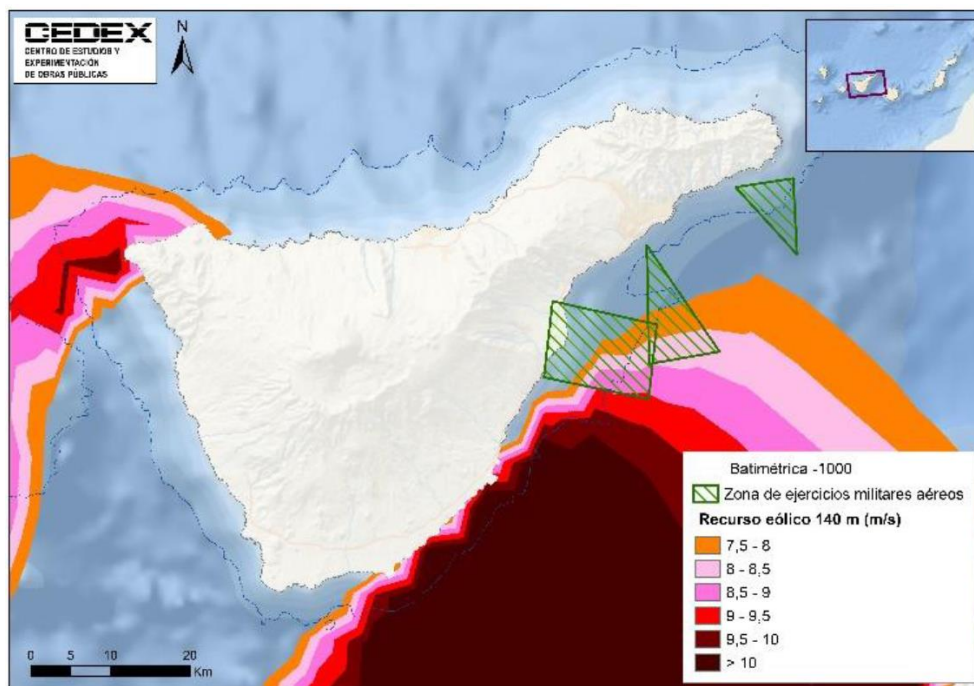 CEDEX
CENTRO DE ESTUDIOS Y
EXPERIMENTACIÓN
DE OBRAS PÚBLICAS
N
Batimétrica -1000
Zona de ejercicios militares aéreos
Recurso eólico 140 m (m/s)
7,5 - 8
8 - 8,5
8,5 - 9
9 - 9,5
9,5 - 10
> 10
0 5 10 20
Km